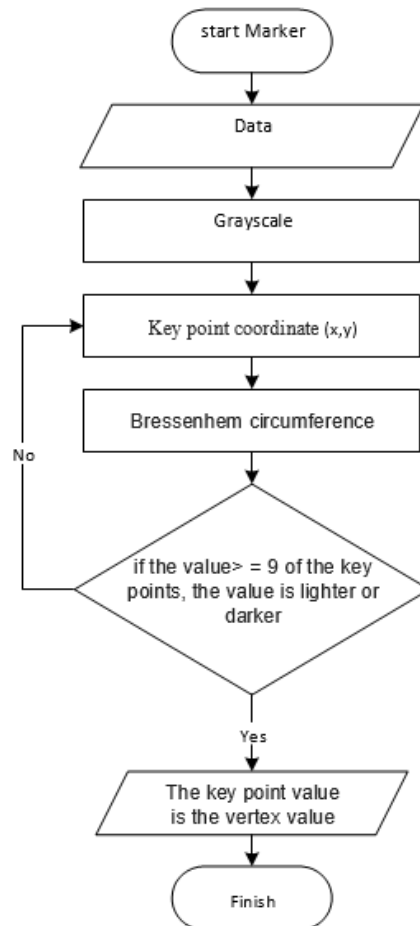 start Marker
Data
Grayscale
Key point coordinate (x,y)
Bressenhem circumference
No
if the value> = 9 of the key
points, the value is lighter or
darker
Yes
The key point value
is the vertex value
Finish